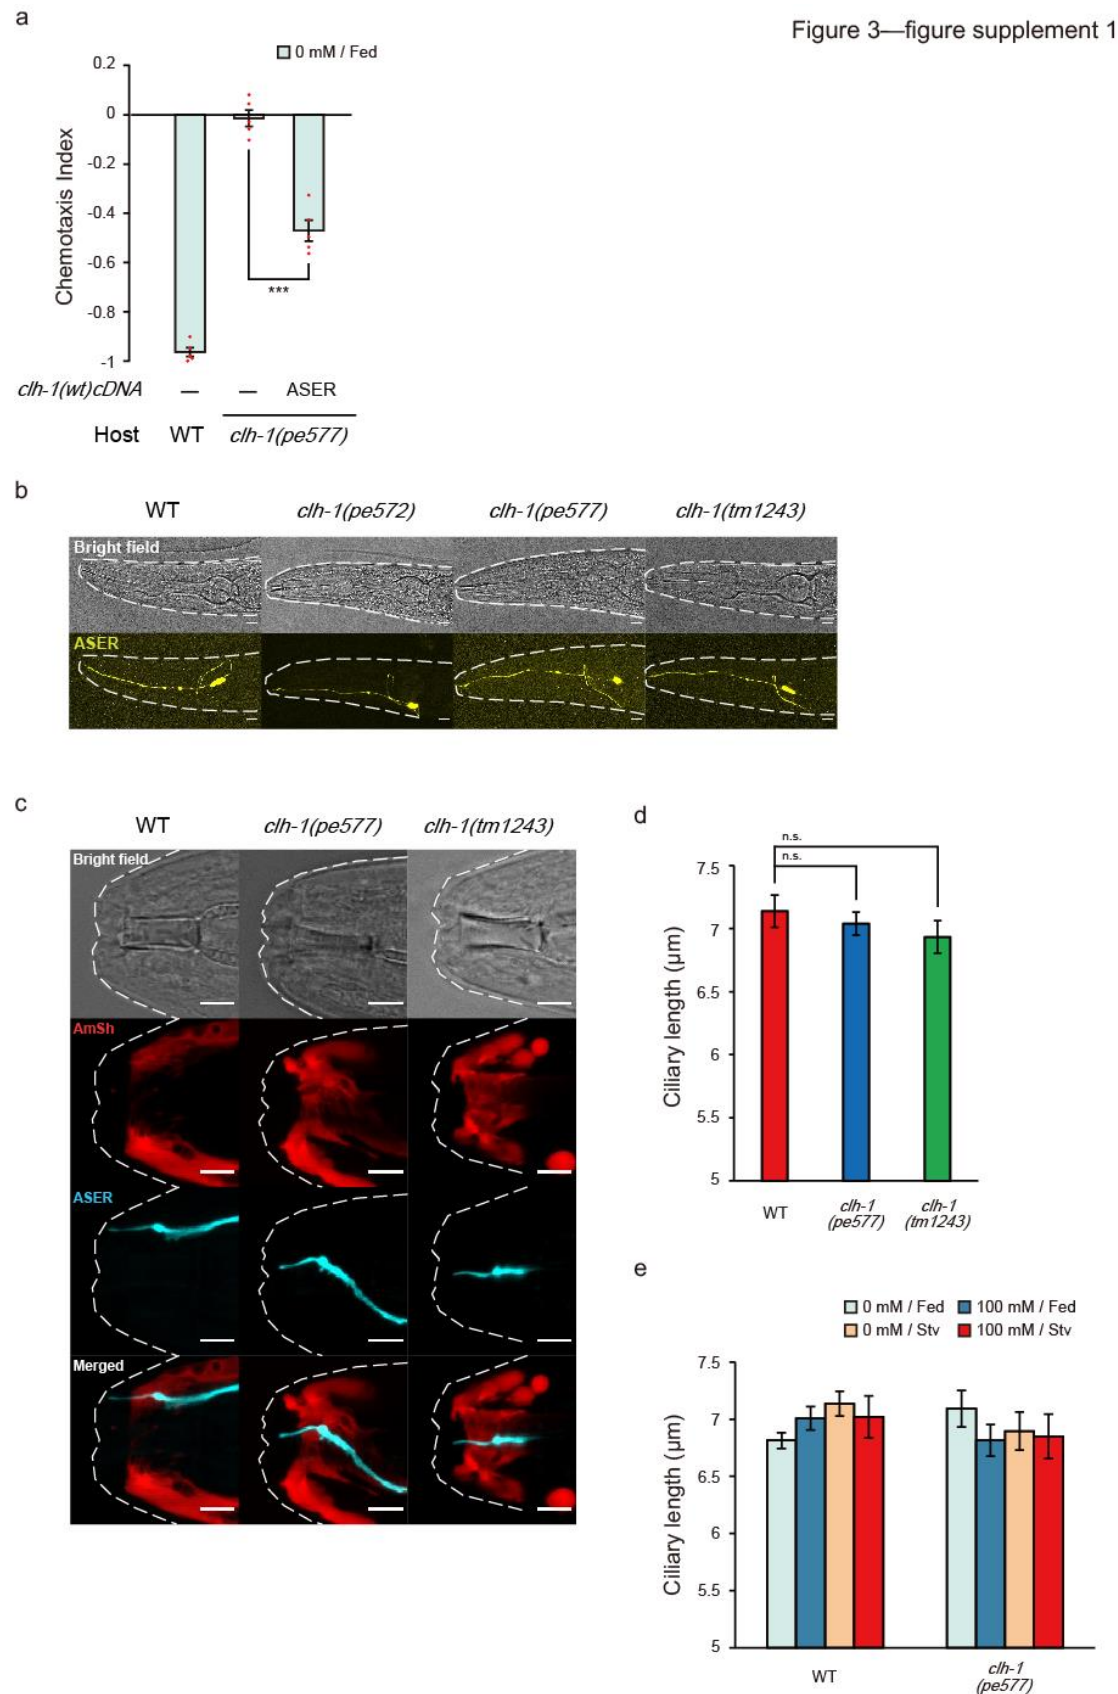 Figure 3—figure supplement 1
a
0 mM / Fed
0.2
0
-0.2
-0.4
-0.6
-0.8
-1
Chemotaxis Index
***
clh-1(wt)cDNA — — ASER
Host WT clh-1(pe577)
b
WT clh-1(pe572) clh-1(pe577) clh-1(tm1243)
Bright field
ASER
c
WT clh-1(pe577) clh-1(tm1243)
Bright field
AmSh
ASER
Merged
d
n.s.
n.s.
7.5
7
6.5
6
5.5
5
Ciliary length (μm)
WT clh-1 (pe577) clh-1 (tm1243)
e
0 mM / Fed 100 mM / Fed
0 mM / Stv 100 mM / Stv
7.5
7
6.5
6
5.5
5
Ciliary length (μm)
WT clh-1 (pe577)